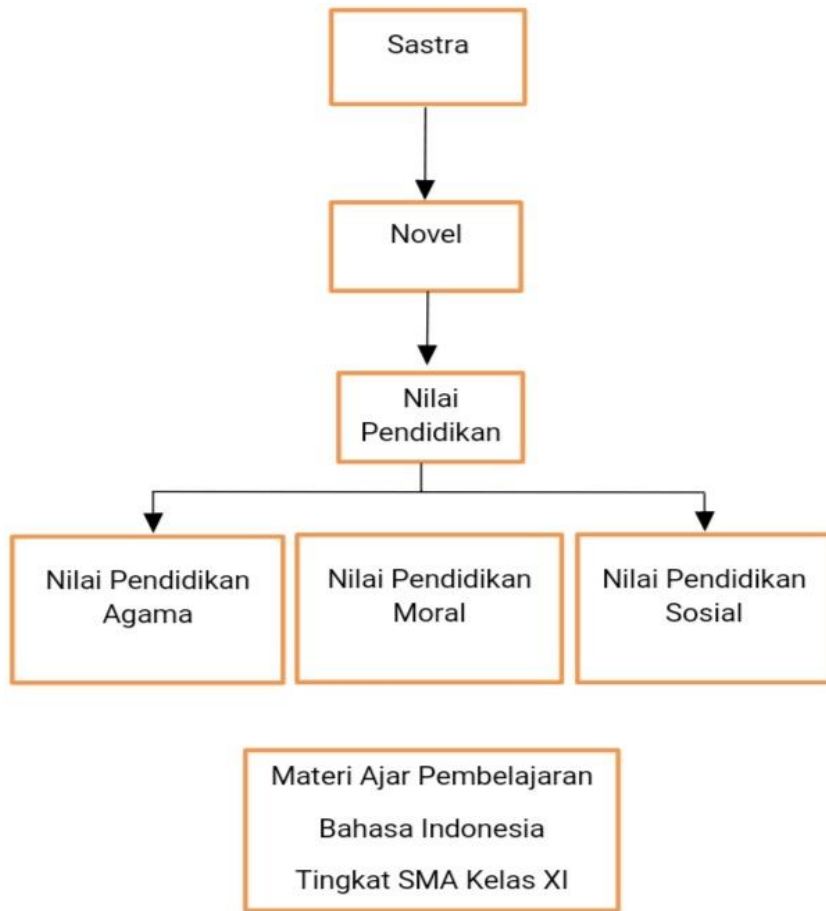 Sastra
Novel
Nilai
Pendidikan
Nilai Pendidikan
Agama
Nilai Pendidikan
Moral
Nilai Pendidikan
Sosial
Materi Ajar Pembelajaran
Bahasa Indonesia
Tingkat SMA Kelas XI